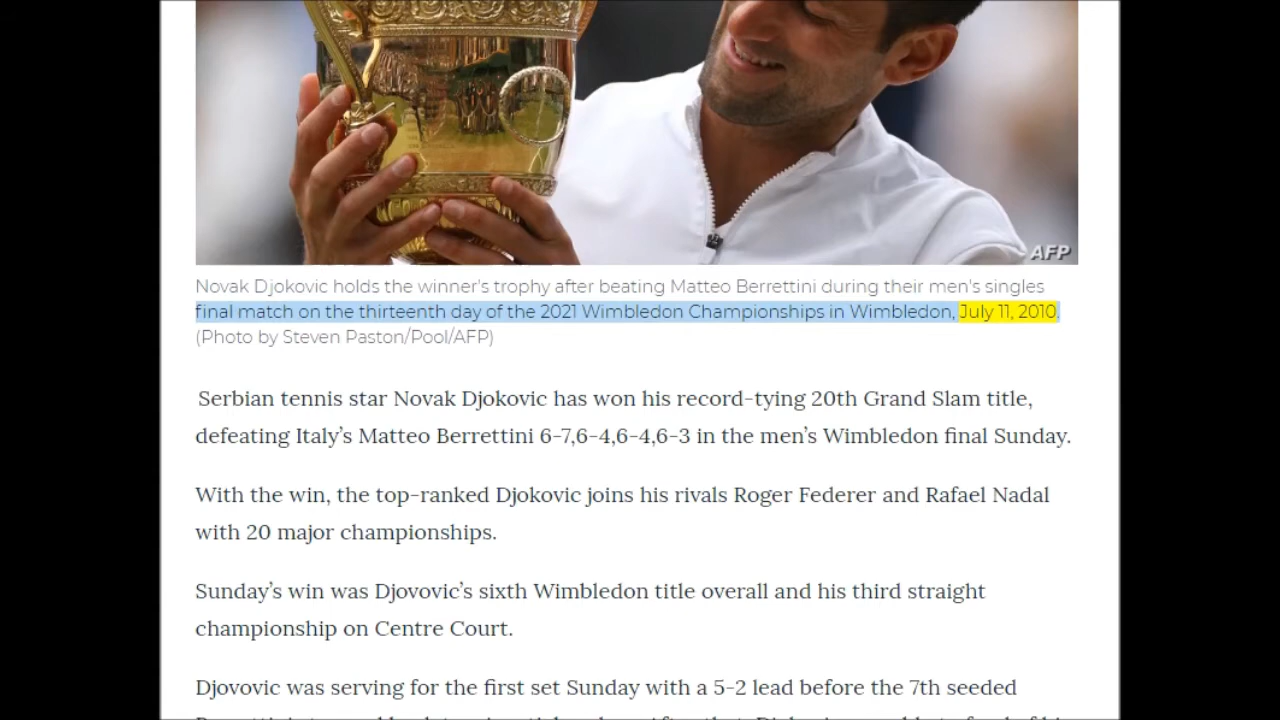 AFP
Novak Djokovic holds the winner's trophy after beating Matteo Berrettini during their men's singles
final match on the thirteenth day of the 2021 Wimbledon Championships in Wimbledon, July 11, 2010.
(Photo by Steven Paston/Pool/AFP)
Serbian tennis star Novak Djokovic has won his record-tying 20th Grand Slam title,
defeating Italy’s Matteo Berrettini 6-7,6-4,6-4,6-3 in the men’s Wimbledon final Sunday.
With the win, the top-ranked Djokovic joins his rivals Roger Federer and Rafael Nadal
with 20 major championships.
Sunday’s win was Djovovic’s sixth Wimbledon title overall and his third straight
championship on Centre Court.
Djovovic was serving for the first set Sunday with a 5-2 lead before the 7th seeded